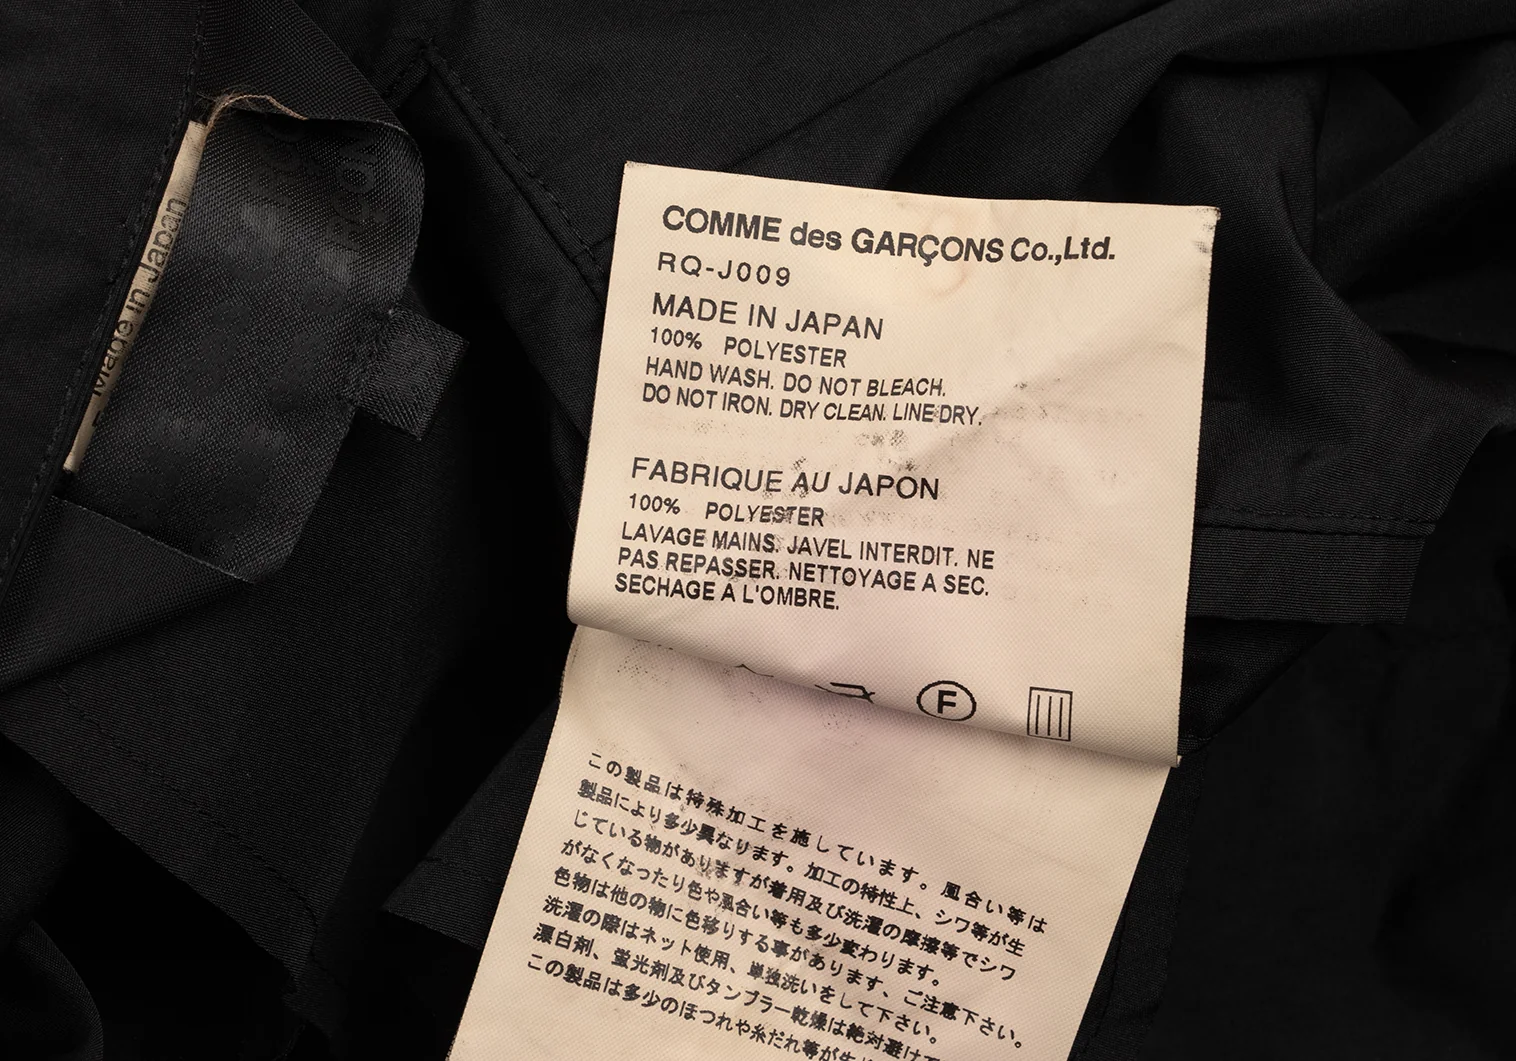 Made in Japan
COMME des GARÇONS Co.,Ltd.
RQ-J009
MADE IN JAPAN
100% POLYESTER
HAND WASH. DO NOT BLEACH.
DO NOT IRON. DRY CLEAN. LINE DRY.
FABRIQUE AU JAPON
100% POLYESTER
LAVAGE MAINS. JAVEL INTERDIT. NE
PAS REPASSER. NETTOYAGE A SEC.
SECHAGE A L'OMBRE.
F
この製品は特殊加工を施しています。風合い等は
製品により多少異なります。加工の特性上、シワ等が生
じている物がありますが着用及び洗濯の摩擦等でシワ
がなくなったり色や風合い等も多少変わります。
色物は他の物に色移りする事があります、ご注意下さい。
洗濯の際はネット使用、単独洗いをして下さい。
漂白剤、蛍光剤及びタンブラー乾燥は絶対避けて
この製品は多少のほつれや糸だれ等が生